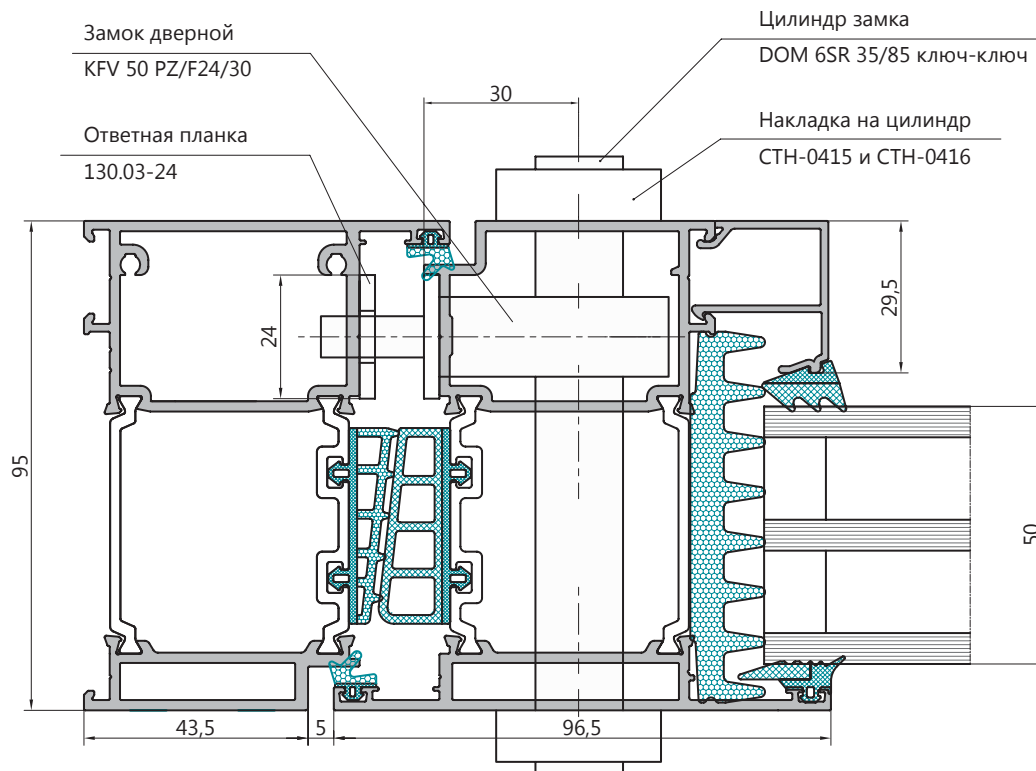 Замок дверной
KFV 50 PZ/F24/30
Ответная планка
130.03-24
Цилиндр замка
DOM 6SR 35/85 ключ-ключ
Накладка на цилиндр
СТН-0415 и СТН-0416
30
24
29,5
95
50
43,5
5
96,5